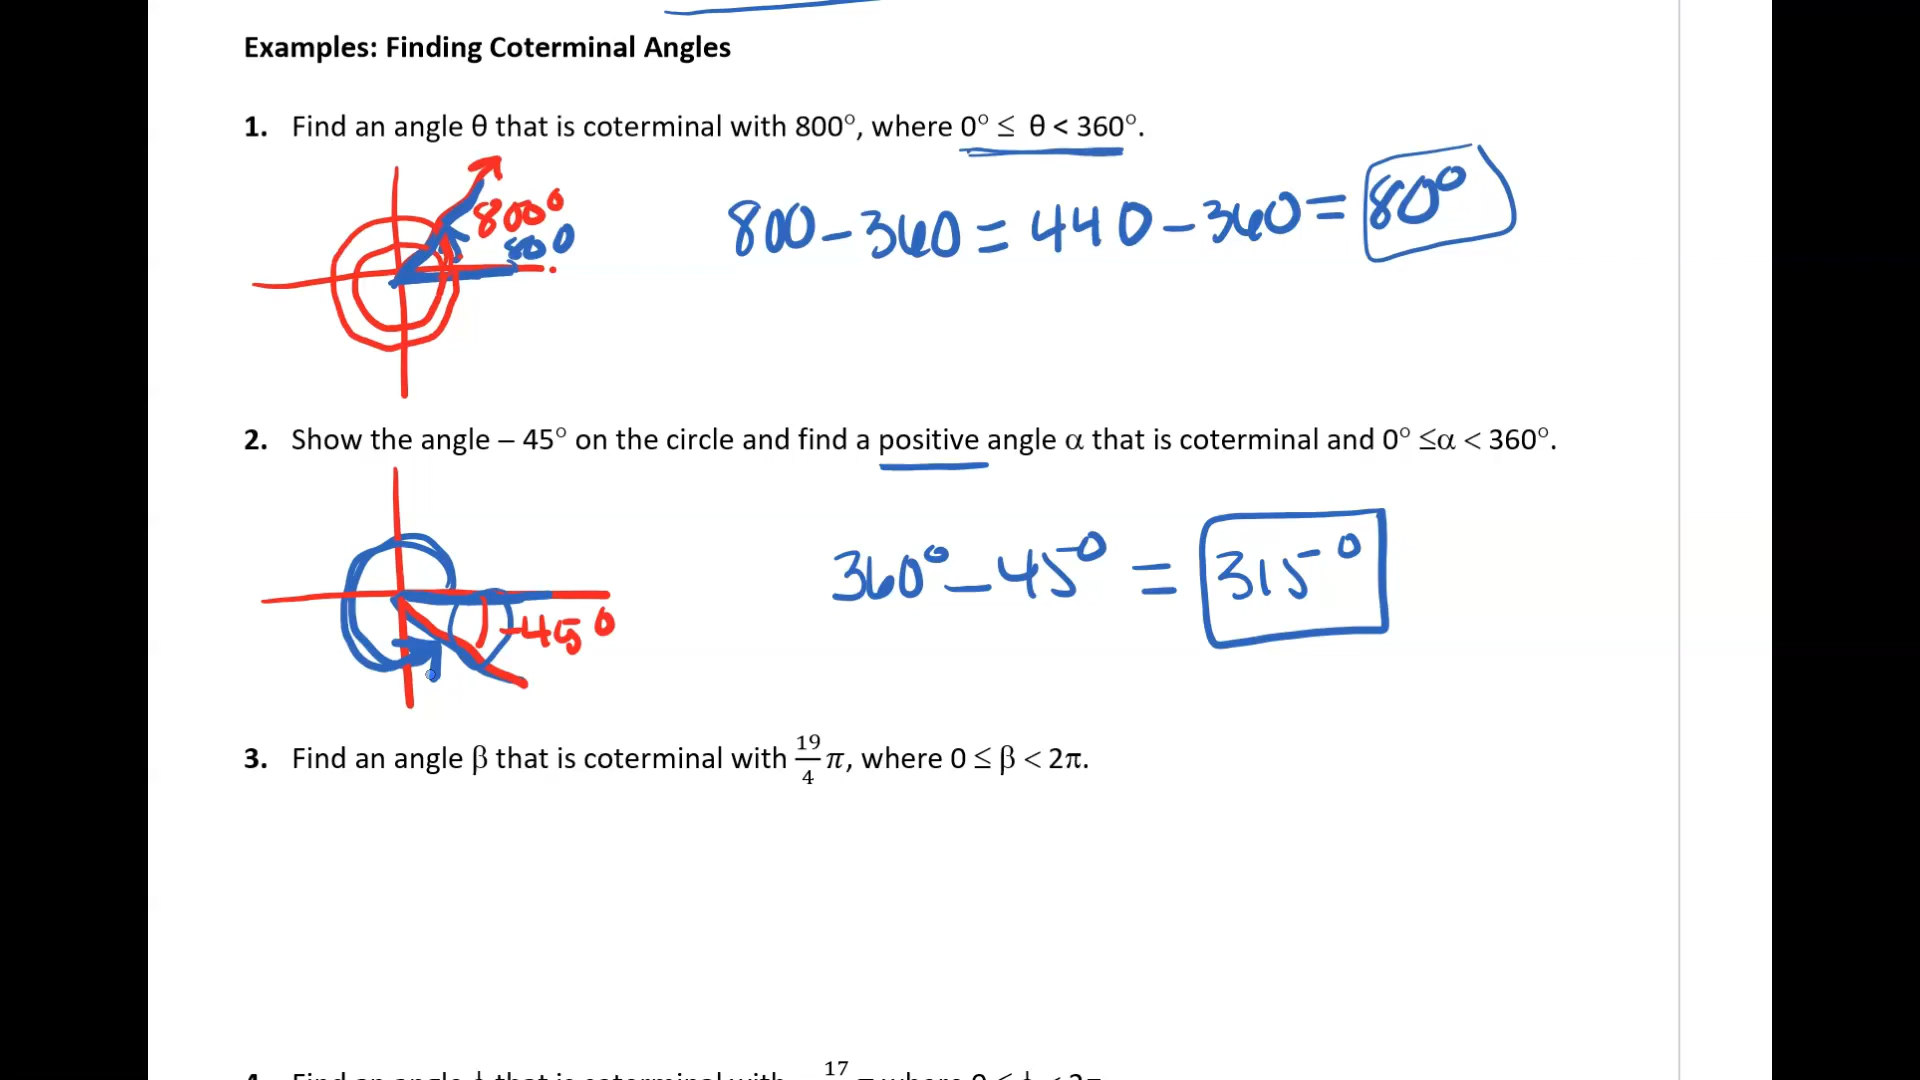 Examples: Finding Coterminal Angles
1. Find an angle θ that is coterminal with 800°, where 0° ≤ θ < 360°.
800°
80°
800 - 360 = 440 - 360 = 80°
2. Show the angle – 45° on the circle and find a positive angle α that is coterminal and 0° ≤α < 360°.
-45°
360° - 45° = 315°
3. Find an angle β that is coterminal with 19/4 π, where 0 ≤ β < 2π.
17